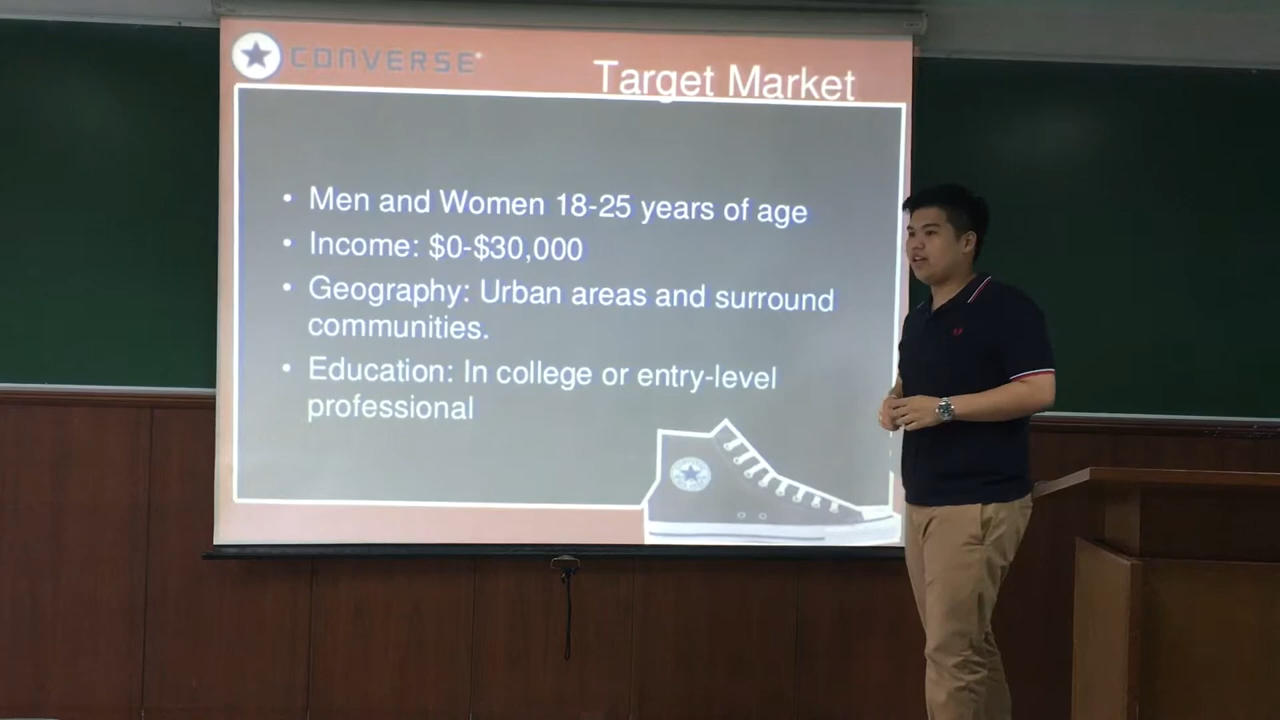 CONVERSE
Target Market
• Men and Women 18-25 years of age
• Income: $0-$30,000
• Geography: Urban areas and surround
communities.
• Education: In college or entry-level
professional